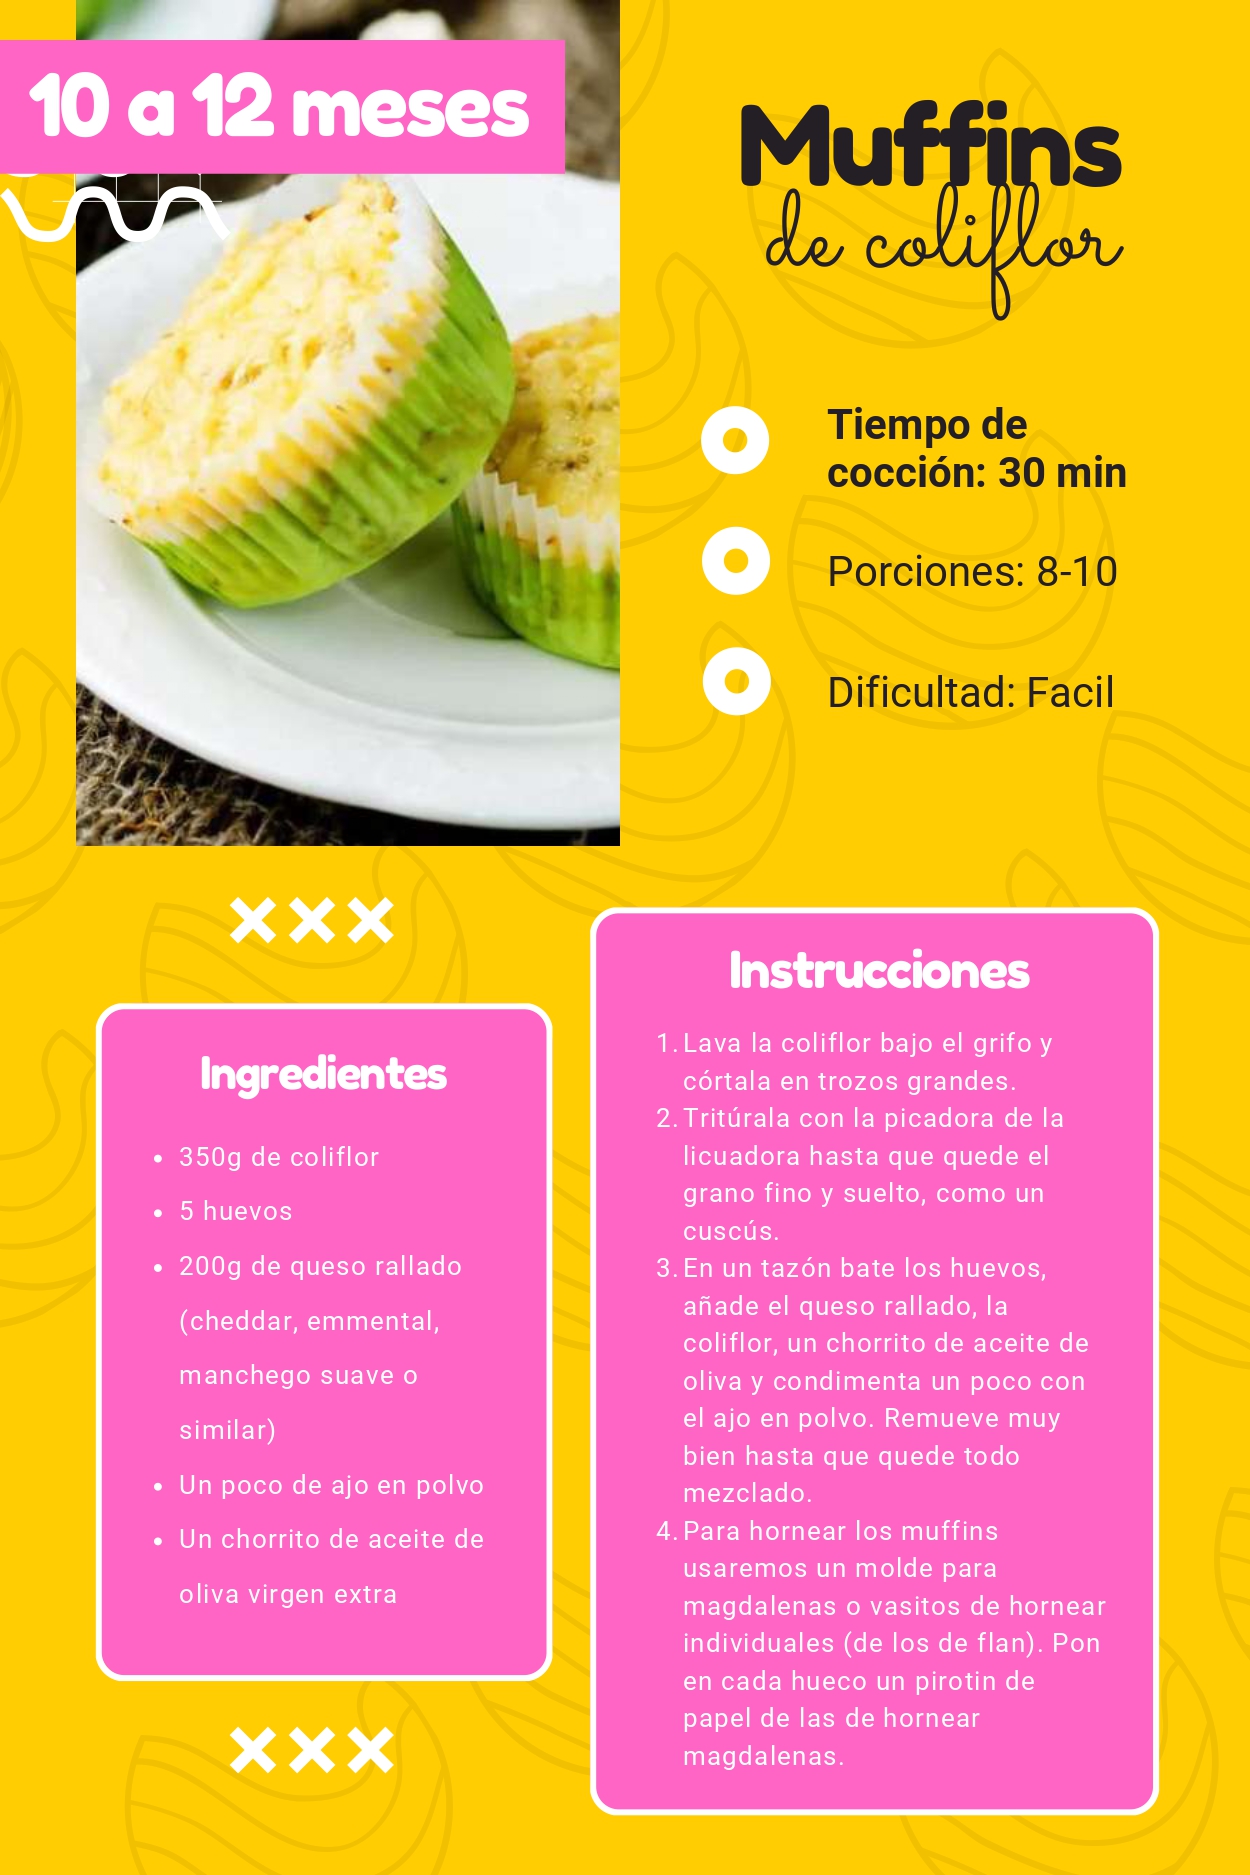 10 a 12 meses
Muffins
de coliflor
Tiempo de
cocción: 30 min
Porciones: 8-10
Dificultad: Facil
Ingredientes
• 350g de coliflor
• 5 huevos
• 200g de queso rallado
(cheddar, emmental,
manchego suave o
similar)
• Un poco de ajo en polvo
• Un chorrito de aceite de
oliva virgen extra
Instrucciones
1. Lava la coliflor bajo el grifo y
córtala en trozos grandes.
2. Tritúrala con la picadora de la
licuadora hasta que quede el
grano fino y suelto, como un
cuscús.
3. En un tazón bate los huevos,
añade el queso rallado, la
coliflor, un chorrito de aceite de
oliva y condimenta un poco con
el ajo en polvo. Remueve muy
bien hasta que quede todo
mezclado.
4. Para hornear los muffins
usaremos un molde para
magdalenas o vasitos de hornear
individuales (de los de flan). Pon
en cada hueco un pirotin de
papel de las de hornear
magdalenas.